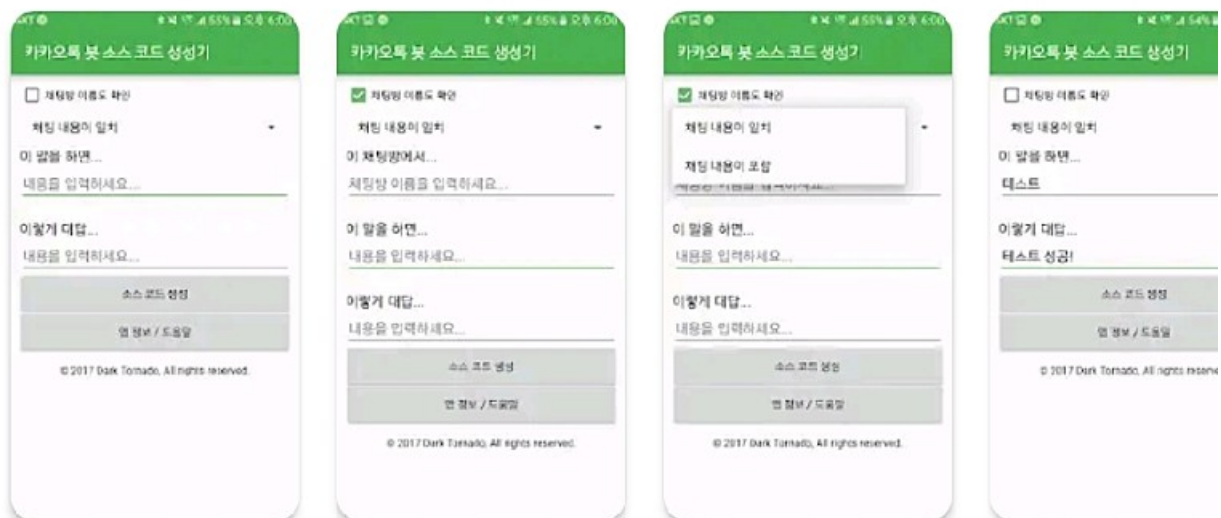 오후 6:00
카카오톡 봇 소스 코드 생성기
채팅방 이름도 확인
채팅 내용이 일치
이 말을 하면...
내용을 입력하세요...
이렇게 대답...
내용을 입력하세요...
소스 코드 생성
앱 정보 / 도움말
© 2017 Dark Tornado, All rights reserved.
55% 오후 6:00
카카오톡 봇 소스 코드 생성기
채팅방 이름도 확인
채팅 내용이 일치
이 채팅방에서...
채팅방 이름을 입력하세요...
이 말을 하면...
내용을 입력하세요...
이렇게 대답...
내용을 입력하세요...
소스 코드 생성
앱 정보 / 도움말
© 2017 Dark Tornado, All rights reserved.
55% 오후 6:00
카카오톡 봇 소스 코드 생성기
채팅방 이름도 확인
채팅 내용이 일치
채팅 내용이 포함
이 말을 하면...
내용을 입력하세요...
이렇게 대답...
내용을 입력하세요...
소스 코드 생성
앱 정보 / 도움말
© 2017 Dark Tornado, All rights reserved.
54%
카카오톡 봇 소스 코드 생성기
채팅방 이름도 확인
채팅 내용이 일치
이 말을 하면...
테스트
이렇게 대답...
테스트 성공!
소스 코드 생성
앱 정보 / 도움말
© 2017 Dark Tornado, All rights